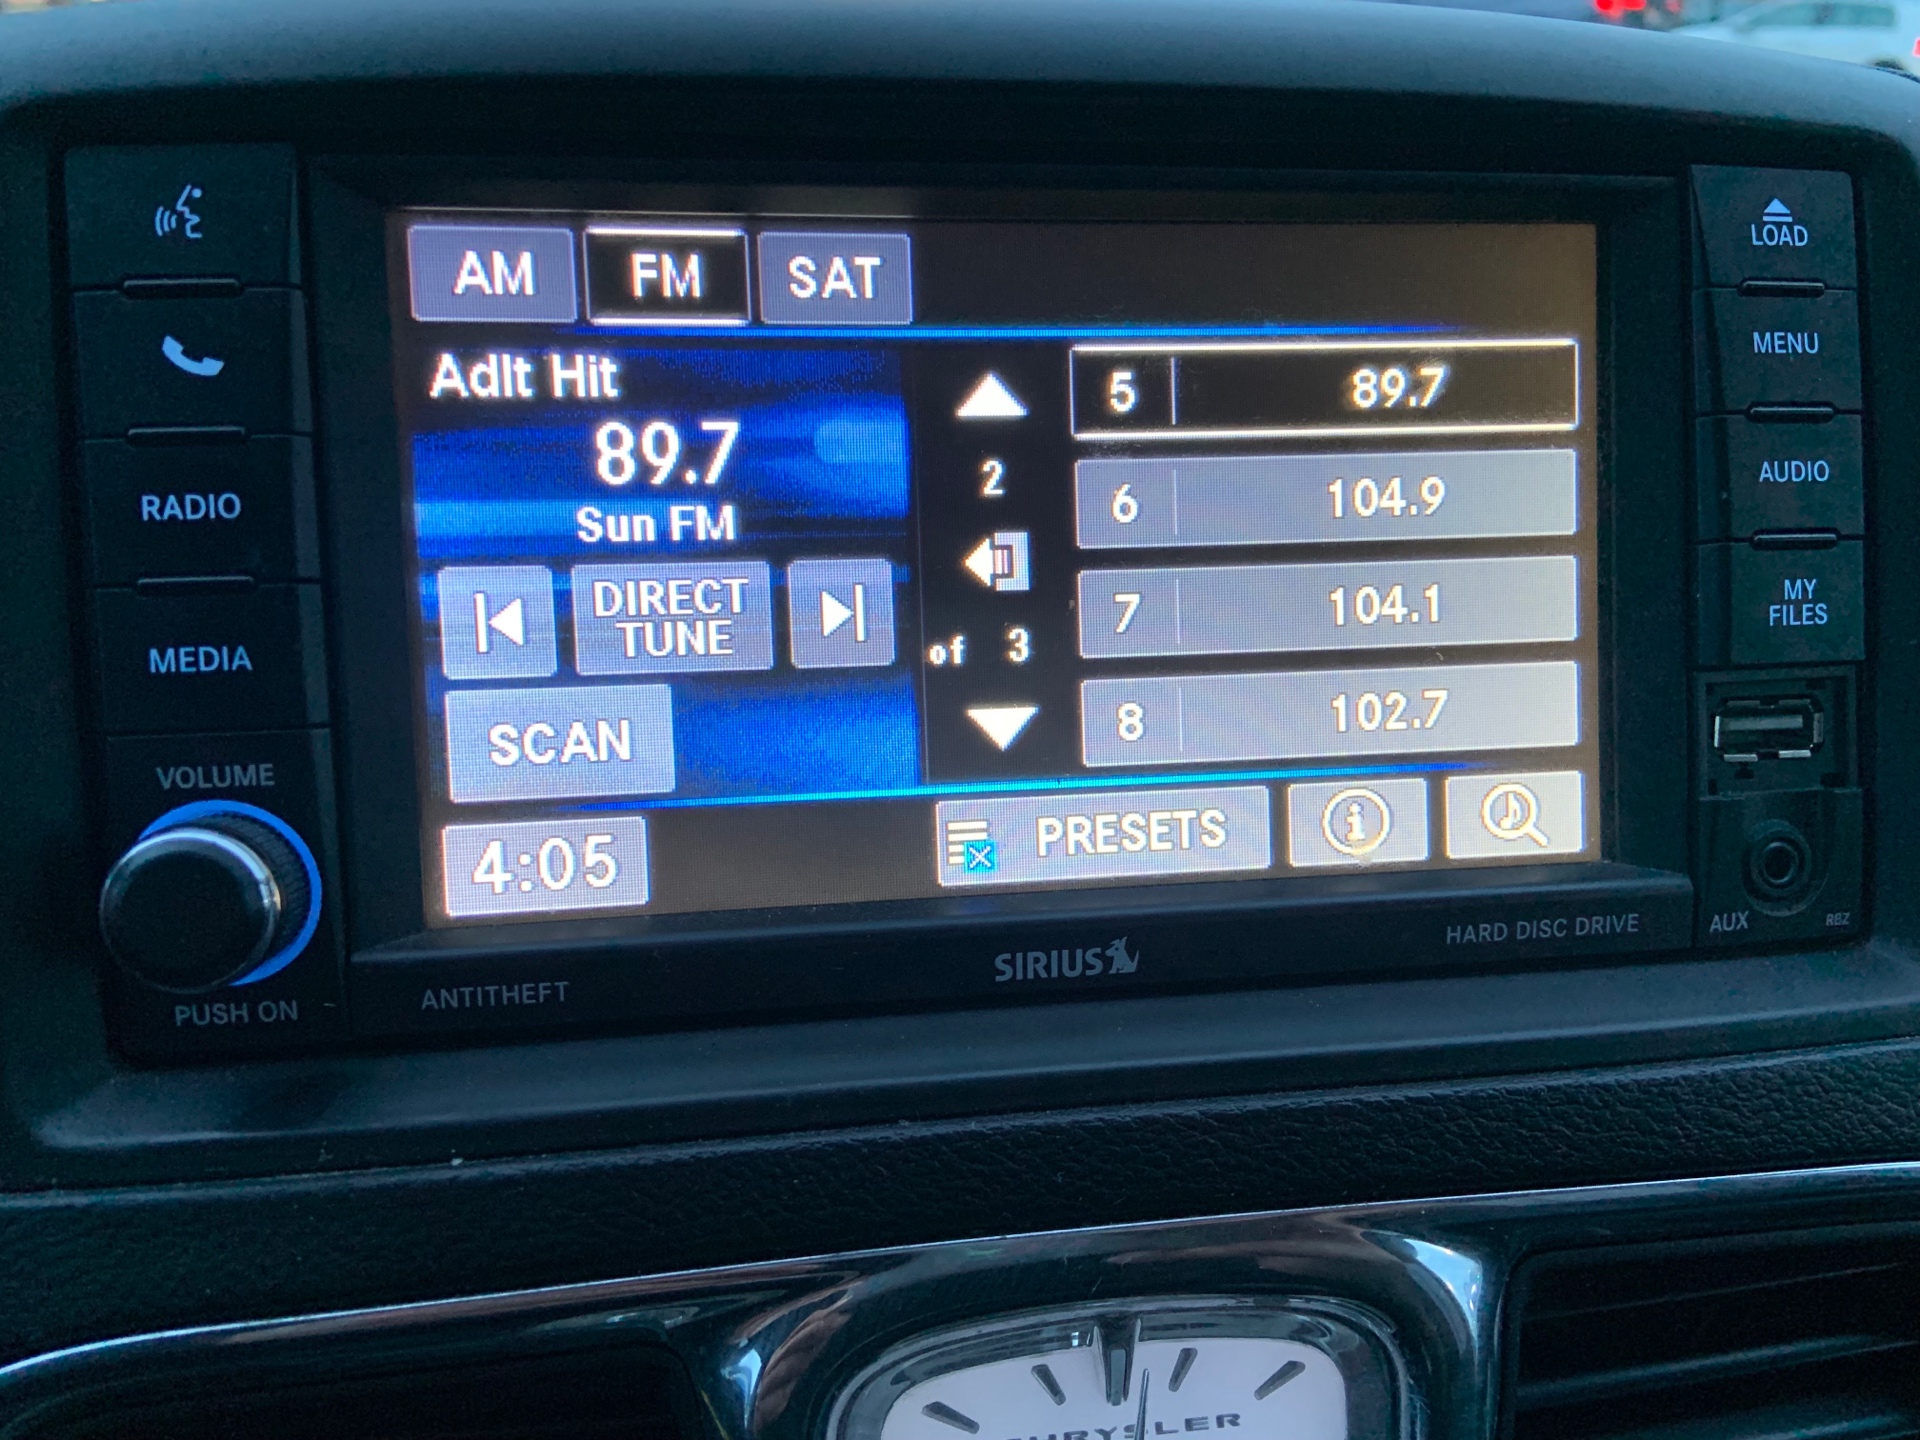 AM FM SAT
Adlt Hit
89.7
Sun FM
DIRECT
TUNE
SCAN
4:05
2
of 3
5 89.7
6 104.9
7 104.1
8 102.7
PRESETS
RADIO
MEDIA
VOLUME
PUSH ON
ANTITHEFT
SIRIUS
HARD DISC DRIVE
LOAD
MENU
AUDIO
MY
FILES
AUX
RBZ
CHRYSLER